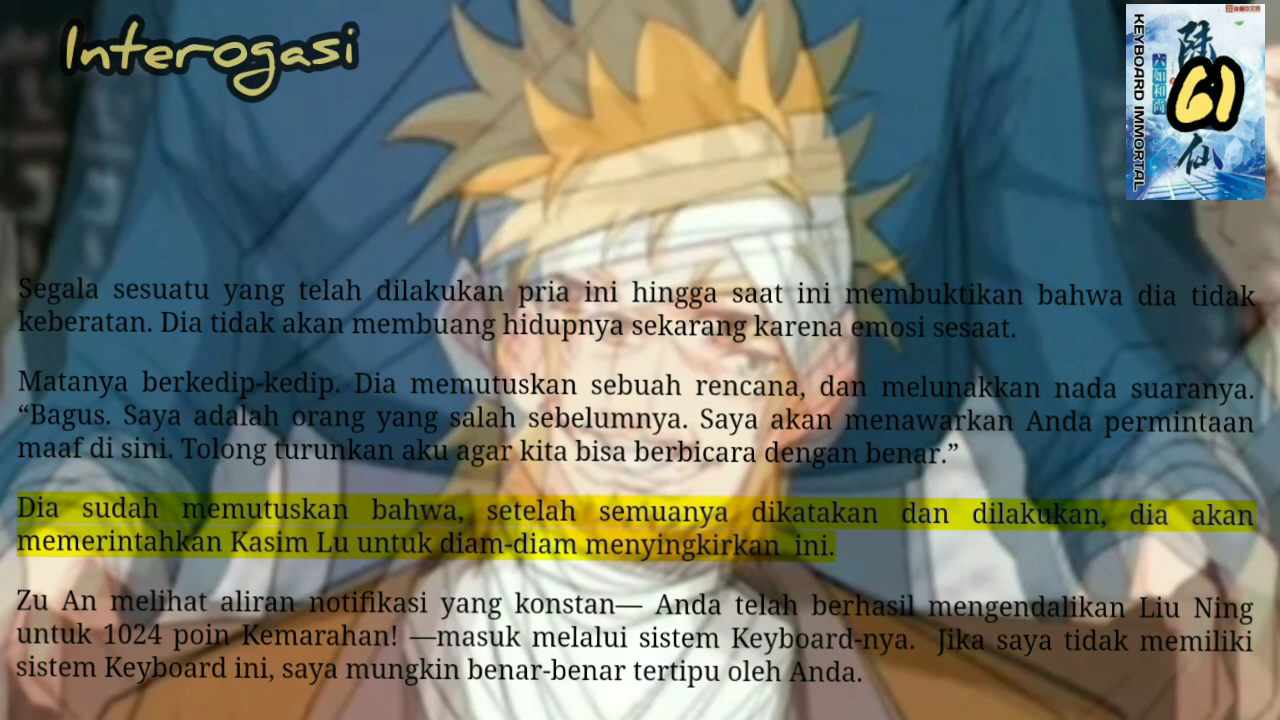 Interogasi
KEYBOARD IMMORTAL
陆
61
仙
六如和尚
Segala sesuatu yang telah dilakukan pria ini hingga saat ini membuktikan bahwa dia tidak
keberatan. Dia tidak akan membuang hidupnya sekarang karena emosi sesaat.
Matanya berkedip-kedip. Dia memutuskan sebuah rencana, dan melunakkan nada suaranya.
“Bagus. Saya adalah orang yang salah sebelumnya. Saya akan menawarkan Anda permintaan
maaf di sini. Tolong turunkan aku agar kita bisa berbicara dengan benar.”
Dia sudah memutuskan bahwa, setelah semuanya dikatakan dan dilakukan, dia akan
memerintahkan Kasim Lu untuk diam-diam menyingkirkan ini.
Zu An melihat aliran notifikasi yang konstan— Anda telah berhasil mengendalikan Liu Ning
untuk 1024 poin Kemarahan! —masuk melalui sistem Keyboard-nya. Jika saya tidak memiliki
sistem Keyboard ini, saya mungkin benar-benar tertipu oleh Anda.